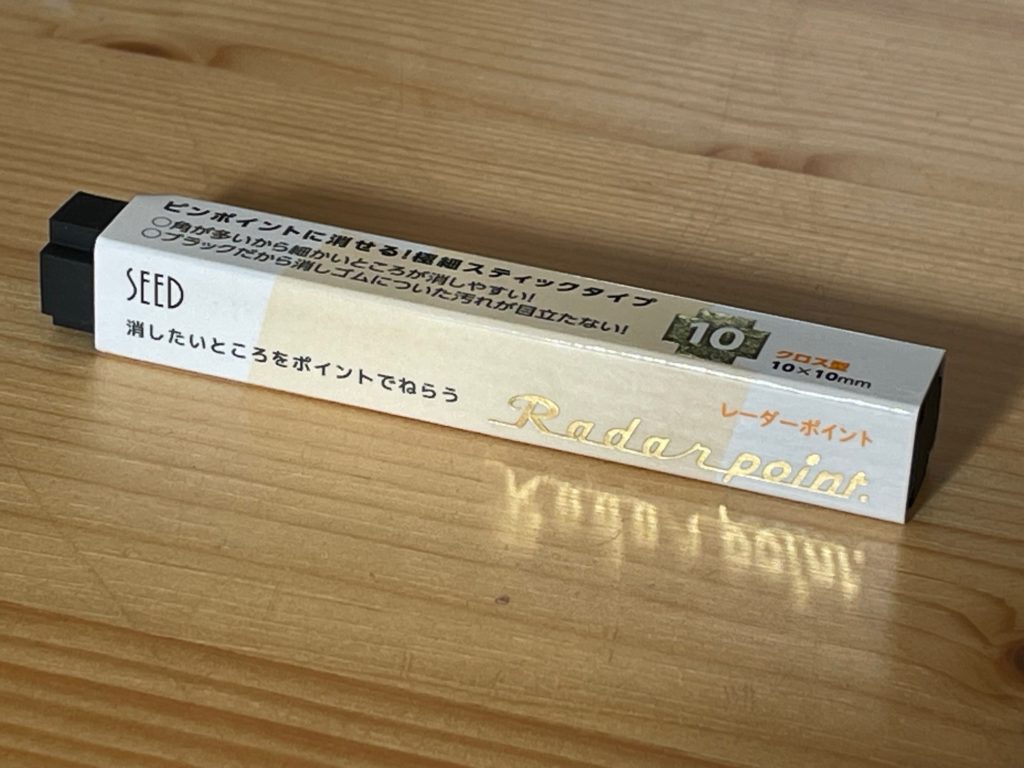 ピンポイントに消せる!極細スティックタイプ
○角が多いから細かいところが消しやすい!
○ブラックだから消しゴムについた汚れが目立たない!
10
クロス型
10×10mm
SEED
消したいところをポイントでねらう
レーダーポイント
Radar point.